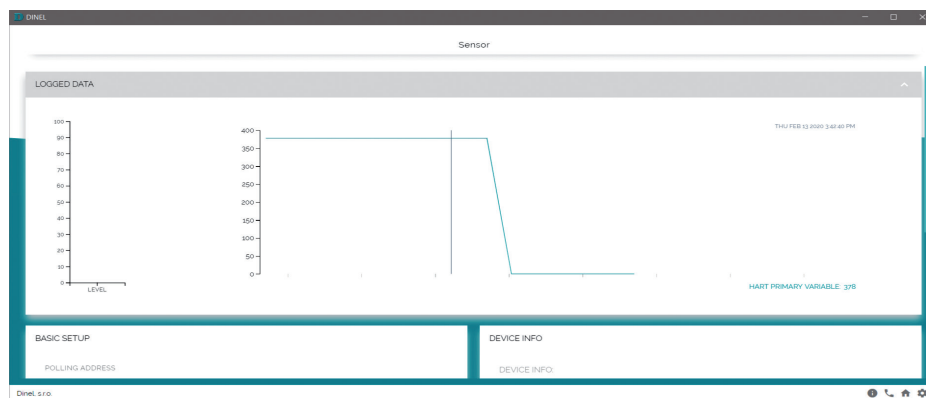 DINEL
Sensor
LOGGED DATA
THU FEB 13 2020 3:42:40 PM
100
90
80
70
60
50
40
30
20
10
0
LEVEL
400
350
300
250
200
150
100
50
0
HART PRIMARY VARIABLE: 378
BASIC SETUP
DEVICE INFO
POLLING ADDRESS
DEVICE INFO:
Dinel, s.r.o.